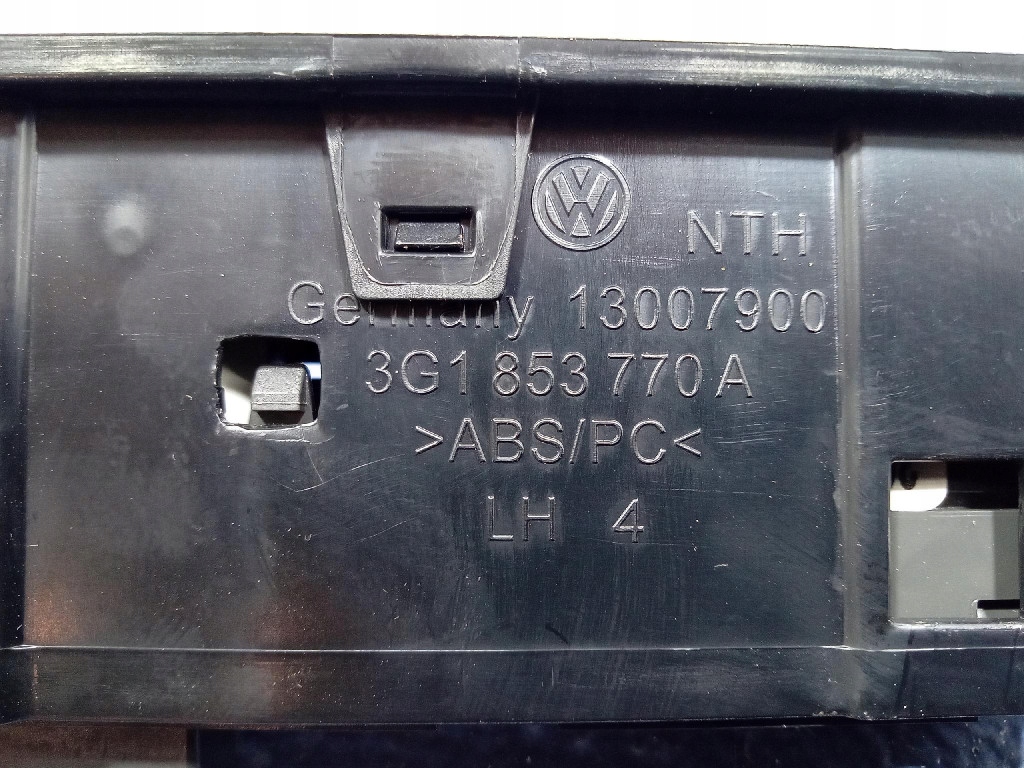 NTH
Germany 13007900
3G1 853 770 A
>ABS/PC<
LH 4